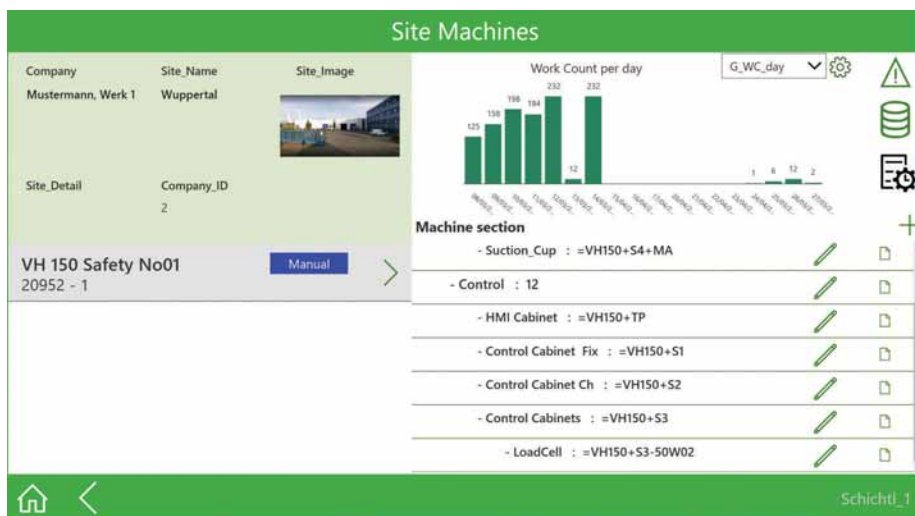 Site Machines
Company
Site_Name
Site_Image
Mustermann, Werk 1
Wuppertal
Site_Detail
Company_ID
2
VH 150 Safety No01
Manual
20952 - 1
Work Count per day
G_WC_day
125
158
198
184
232
12
232
1
6
12
2
Machine section
- Suction_Cup : =VH150+S4+MA
- Control : 12
- HMI Cabinet : =VH150+TP
- Control Cabinet Fix : =VH150+S1
- Control Cabinet Ch : =VH150+S2
- Control Cabinets : =VH150+S3
- LoadCell : =VH150+S3-50W02
Schichtl_1